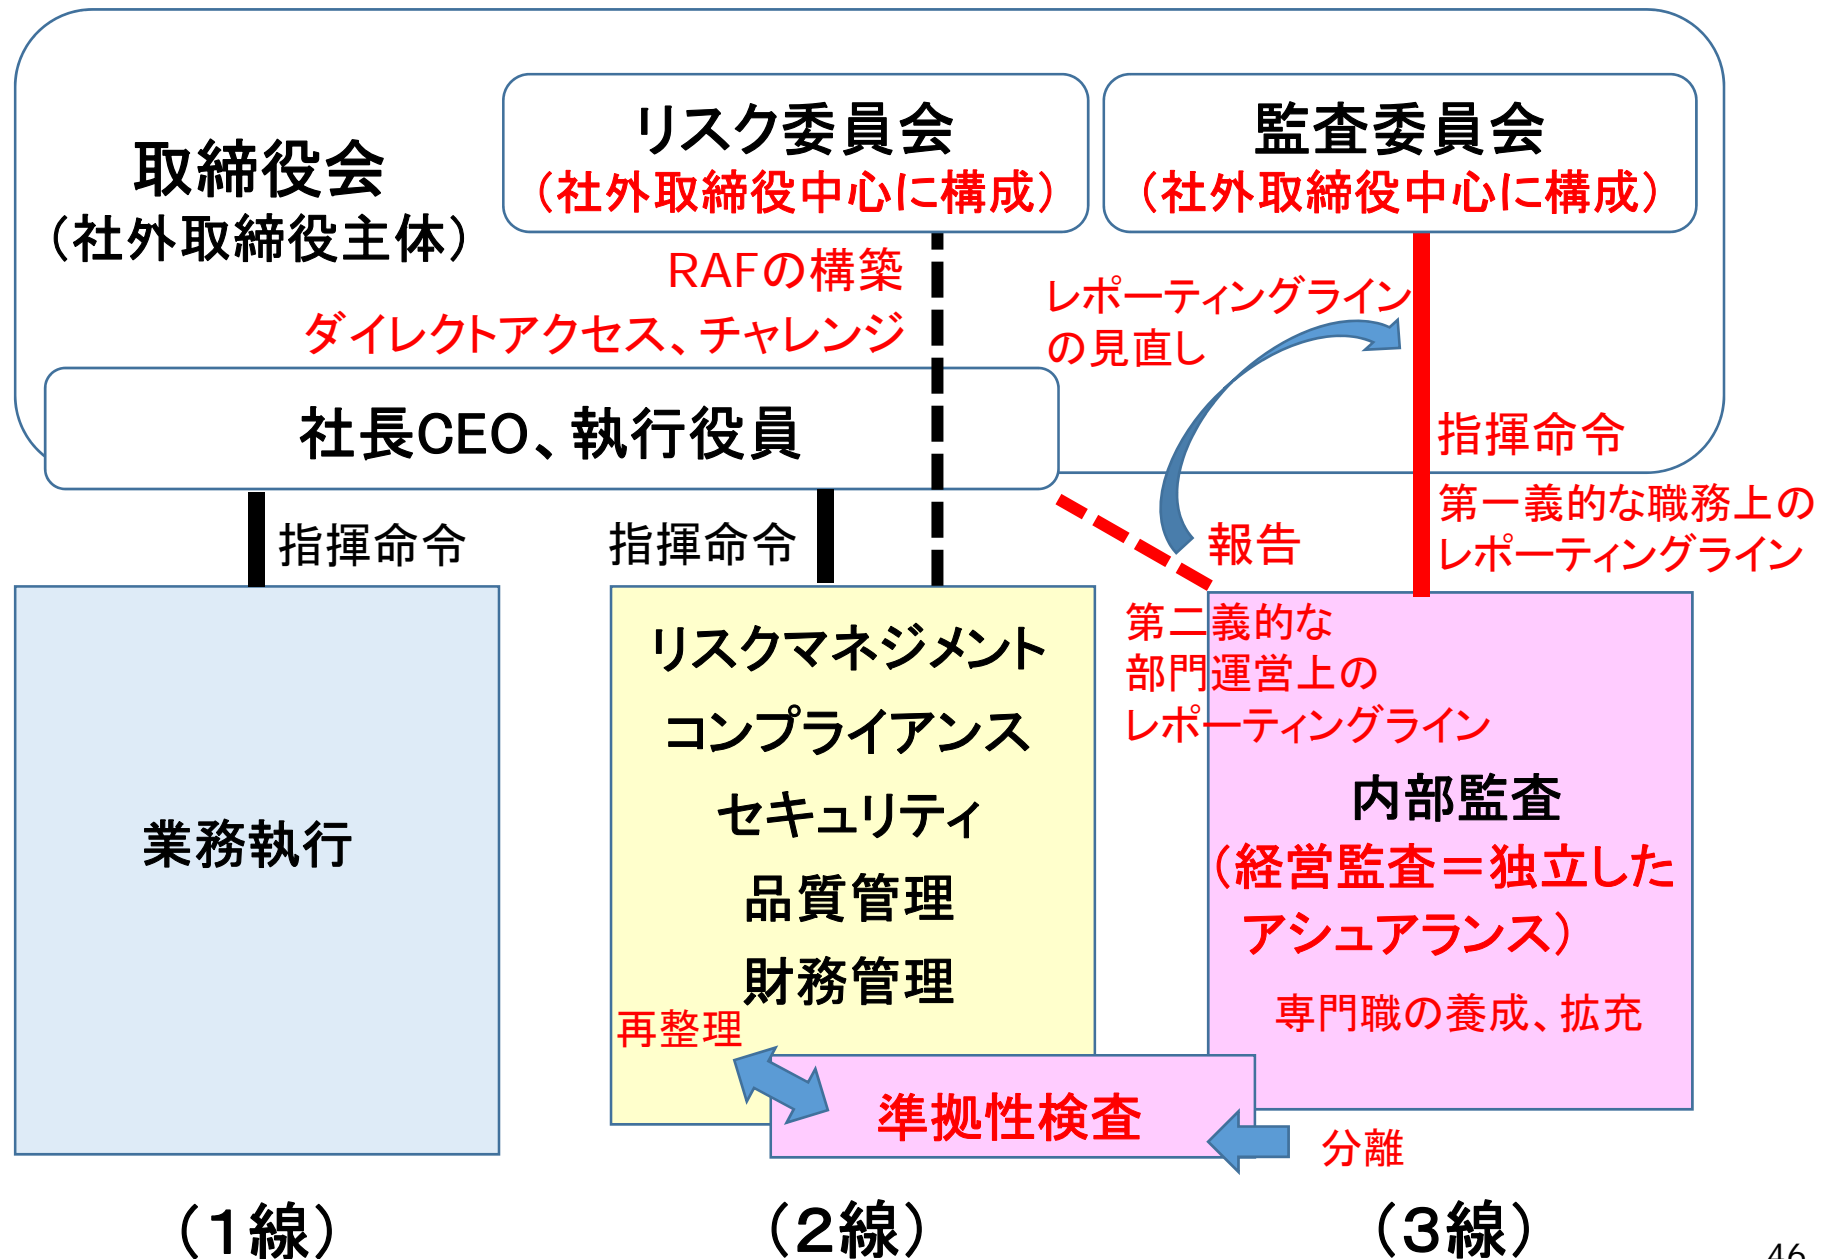 取締役会
（社外取締役主体）
リスク委員会
（社外取締役中心に構成）
監査委員会
（社外取締役中心に構成）
RAFの構築
ダイレクトアクセス、チャレンジ
レポーティングライン
の見直し
社長CEO、執行役員
指揮命令
第一義的な職務上の
レポーティングライン
指揮命令
指揮命令
報告
第二義的な
部門運営上の
レポーティングライン
業務執行
リスクマネジメント
コンプライアンス
セキュリティ
品質管理
財務管理
再整理
内部監査
（経営監査＝独立した
アシュアランス）
専門職の養成、拡充
準拠性検査
分離
（1線）
（2線）
（3線）
46